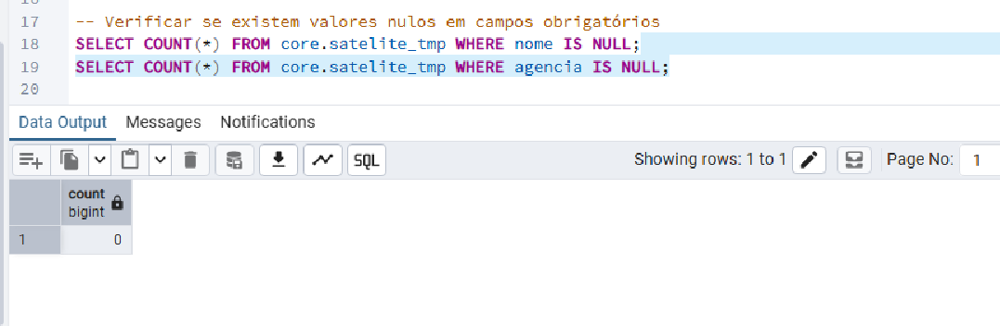 17 -- Verificar se existem valores nulos em campos obrigatórios
18 SELECT COUNT(*) FROM core.satelite_tmp WHERE nome IS NULL;
19 SELECT COUNT(*) FROM core.satelite_tmp WHERE agencia IS NULL;
20
Data Output Messages Notifications
SQL Showing rows: 1 to 1 Page No: 1
count
bigint
1 0